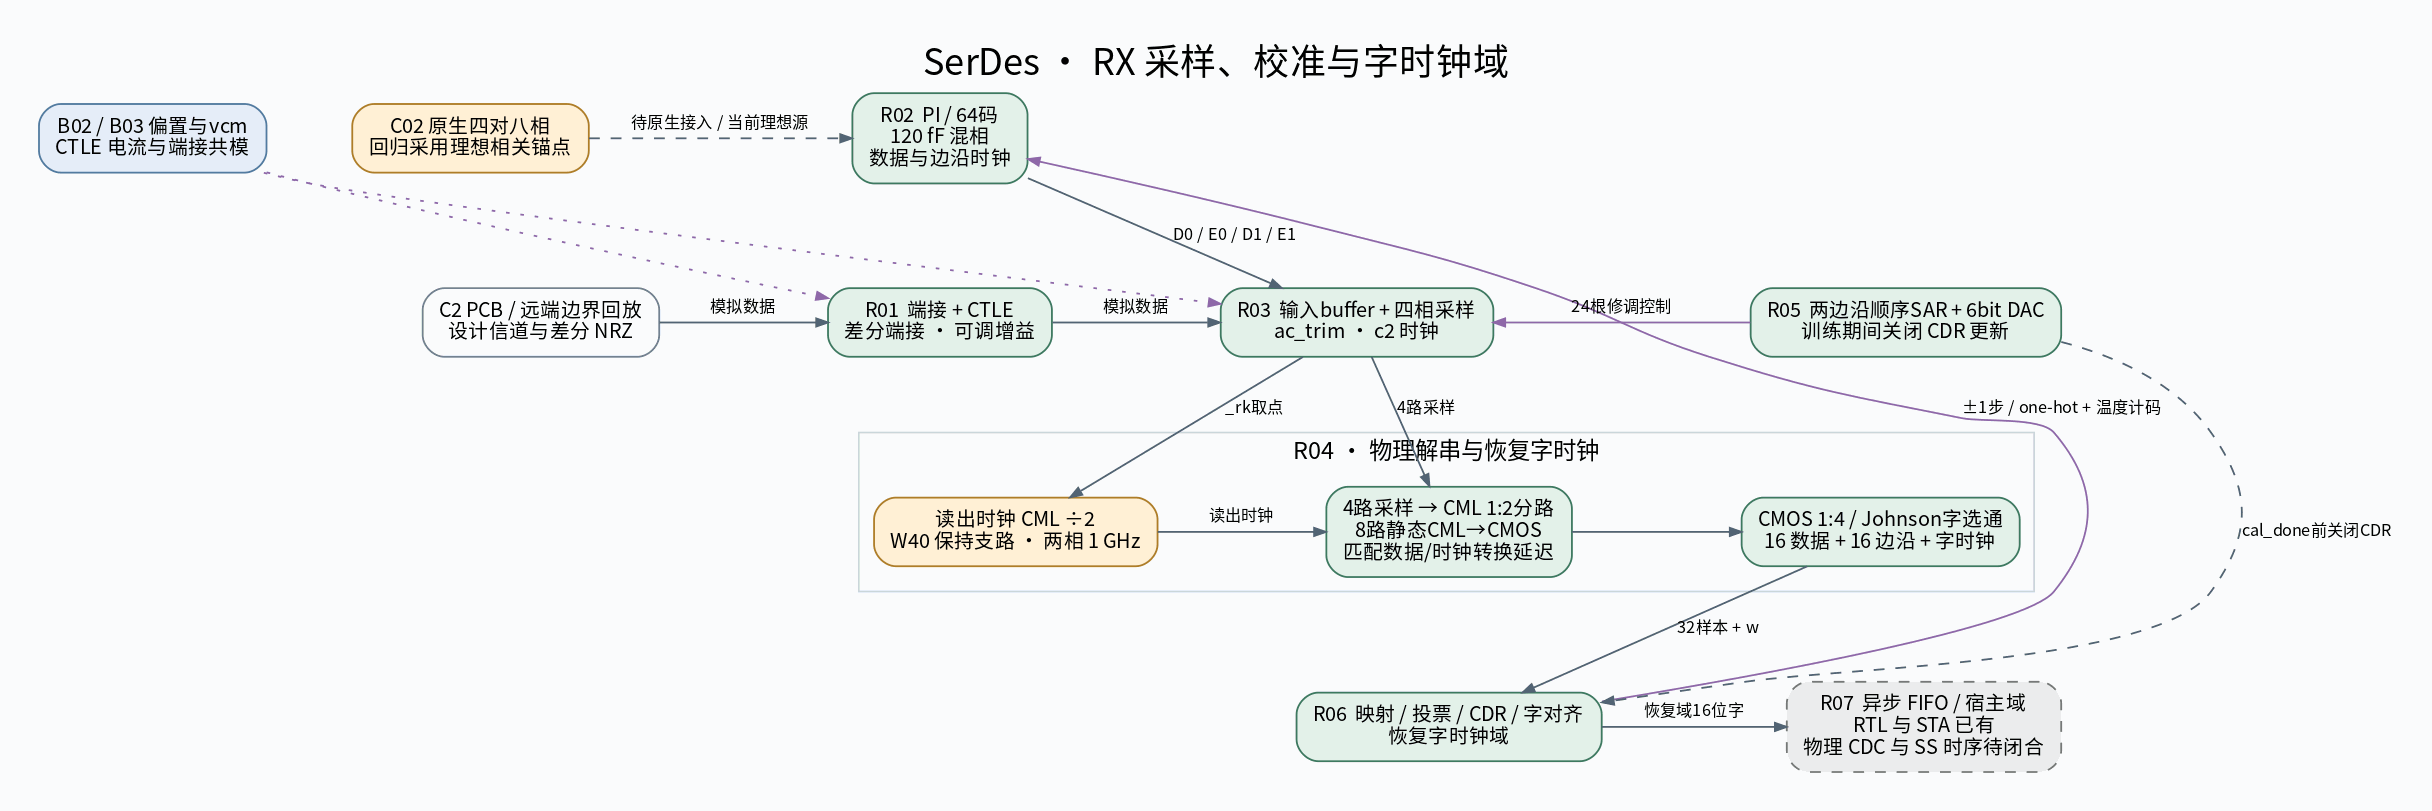 SerDes · RX 采样、校准与字时钟域
B02 / B03 偏置与vcm
CTLE 电流与端接共模
C02 原生四对八相
回归采用理想相关锚点
待原生接入 / 当前理想源
R02 PI / 64码
120 fF 混相
数据与边沿时钟
D0 / E0 / D1 / E1
C2 PCB / 远端边界回放
设计信道与差分 NRZ
模拟数据
R01 端接 + CTLE
差分端接 · 可调增益
模拟数据
R03 输入buffer + 四相采样
ac_trim · c2 时钟
24根修调控制
R05 两边沿顺序SAR + 6bit DAC
训练期间关闭 CDR 更新
_rk取点
4路采样
±1步 / one-hot + 温度计码
R04 · 物理解串与恢复字时钟
读出时钟 CML ÷2
W40 保持支路 · 两相 1 GHz
读出时钟
4路采样 → CML 1:2分路
8路静态CML→CMOS
匹配数据/时钟转换延迟
CMOS 1:4 / Johnson字选通
16 数据 + 16 边沿 + 字时钟
cal_done前关闭CDR
32样本 + w
R06 映射 / 投票 / CDR / 字对齐
恢复字时钟域
恢复域16位字
R07 异步 FIFO / 宿主域
RTL 与 STA 已有
物理 CDC 与 SS 时序待闭合